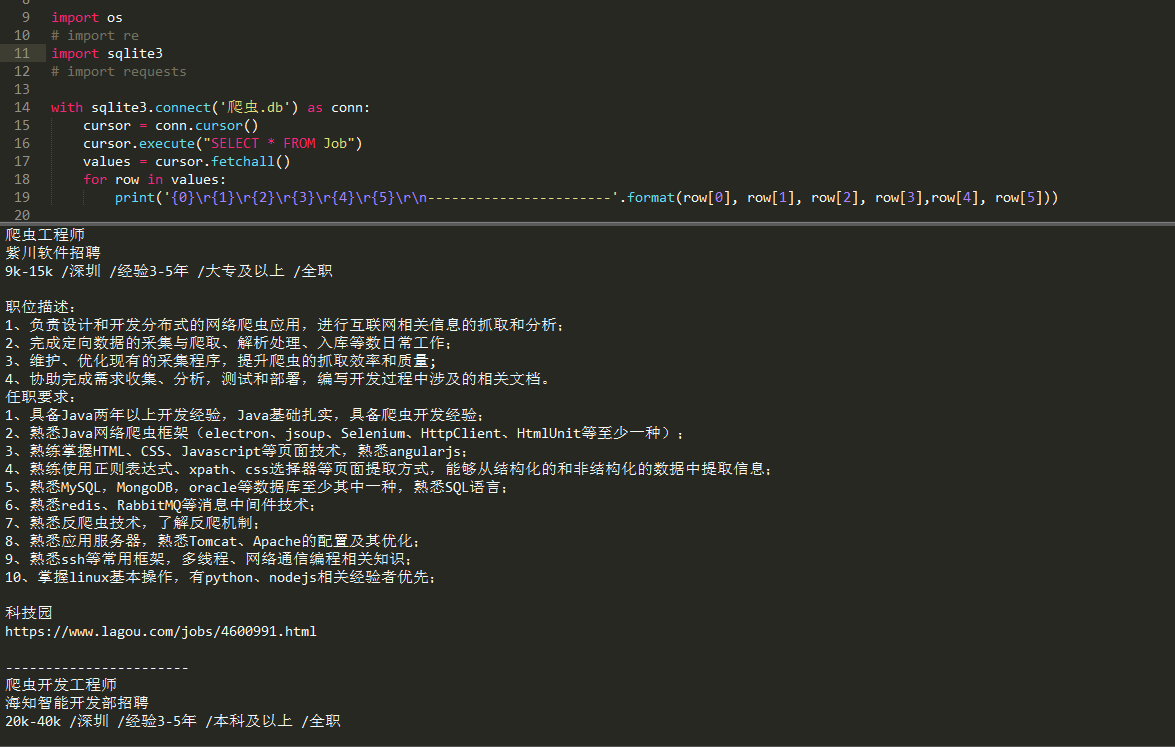 8
9 import os
10 # import re
11 import sqlite3
12 # import requests
13
14 with sqlite3.connect('爬虫.db') as conn:
15 cursor = conn.cursor()
16 cursor.execute("SELECT * FROM Job")
17 values = cursor.fetchall()
18 for row in values:
19 print('{0}\r{1}\r{2}\r{3}\r{4}\r{5}\r\n-----------------------'.format(row[0], row[1], row[2], row[3],row[4], row[5]))
20
爬虫工程师
紫川软件招聘
9k-15k /深圳 /经验3-5年 /大专及以上 /全职
职位描述：
1、负责设计和开发分布式的网络爬虫应用，进行互联网相关信息的抓取和分析；
2、完成定向数据的采集与爬取、解析处理、入库等数日常工作；
3、维护、优化现有的采集程序，提升爬虫的抓取效率和质量；
4、协助完成需求收集、分析，测试和部署，编写开发过程中涉及的相关文档。
任职要求：
1、具备Java两年以上开发经验，Java基础扎实，具备爬虫开发经验；
2、熟悉Java网络爬虫框架（electron、jsoup、Selenium、HttpClient、HtmlUnit等至少一种）；
3、熟练掌握HTML、CSS、Javascript等页面技术，熟悉angularjs；
4、熟练使用正则表达式、xpath、css选择器等页面提取方式，能够从结构化的和非结构化的数据中提取信息；
5、熟悉MySQL，MongoDB，oracle等数据库至少其中一种，熟悉SQL语言；
6、熟悉redis、RabbitMQ等消息中间件技术；
7、熟悉反爬虫技术，了解反爬机制；
8、熟悉应用服务器，熟悉Tomcat、Apache的配置及其优化；
9、熟悉ssh等常用框架，多线程、网络通信编程相关知识；
10、掌握linux基本操作，有python、nodejs相关经验者优先；
科技园
https://www.lagou.com/jobs/4600991.html
-----------------------
爬虫开发工程师
海知智能开发部招聘
20k-40k /深圳 /经验3-5年 /本科及以上 /全职